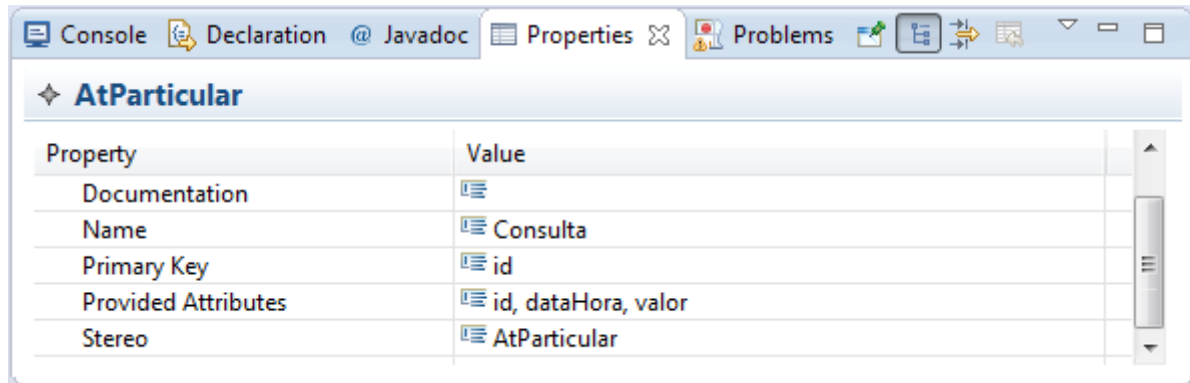 Console Declaration @ Javadoc Properties Problems
AtParticular
Property Value
Documentation
Name Consulta
Primary Key id
Provided Attributes id, dataHora, valor
Stereo AtParticular